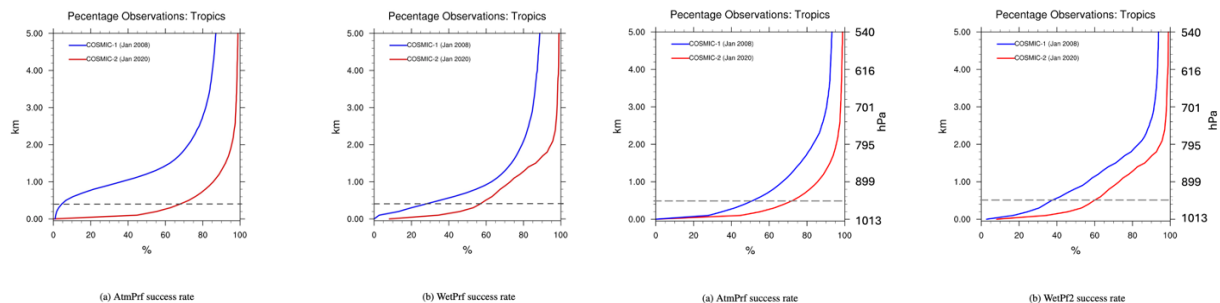 Pecentage Observations: Tropics
5.00
4.00
3.00
2.00
1.00
0.00
km
COSMIC-1 (Jan 2008)
COSMIC-2 (Jan 2020)
0 20 40 60 80 100
%
(a) AtmPrf success rate
Pecentage Observations: Tropics
5.00
4.00
3.00
2.00
1.00
0.00
km
COSMIC-1 (Jan 2008)
COSMIC-2 (Jan 2020)
0 20 40 60 80 100
%
(b) WetPrf success rate
Pecentage Observations: Tropics
5.00
4.00
3.00
2.00
1.00
0.00
km
COSMIC-1 (Jan 2008)
COSMIC-2 (Jan 2020)
540
616
701
795
899
1013
hPa
0 20 40 60 80 100
%
(a) AtmPrf success rate
Pecentage Observations: Tropics
5.00
4.00
3.00
2.00
1.00
0.00
km
COSMIC-1 (Jan 2008)
COSMIC-2 (Jan 2020)
540
616
701
795
899
1013
hPa
0 20 40 60 80 100
%
(b) WetPf2 success rate